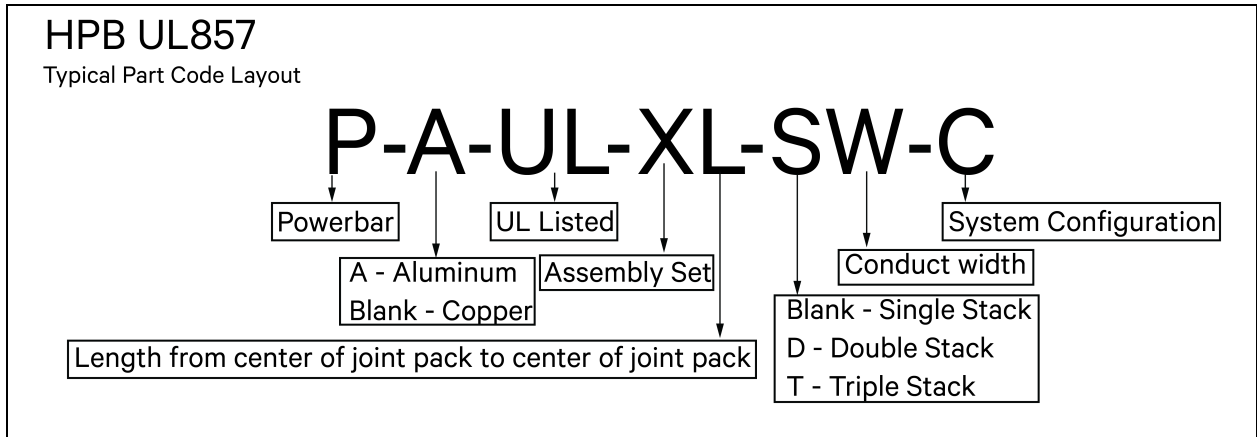 HPB UL857
Typical Part Code Layout
P-A-UL-XL-SW-C
Powerbar
UL Listed
System Configuration
A - Aluminum
Blank - Copper
Assembly Set
Conduct width
Length from center of joint pack to center of joint pack
Blank - Single Stack
D - Double Stack
T - Triple Stack